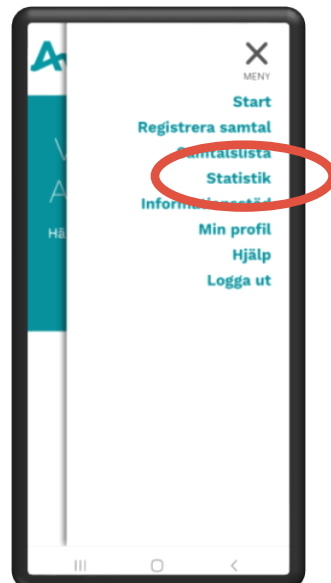 MENY
Start
Registrera samtal
Samtalslista
Statistik
Informationsstöd
Min profil
Hjälp
Logga ut